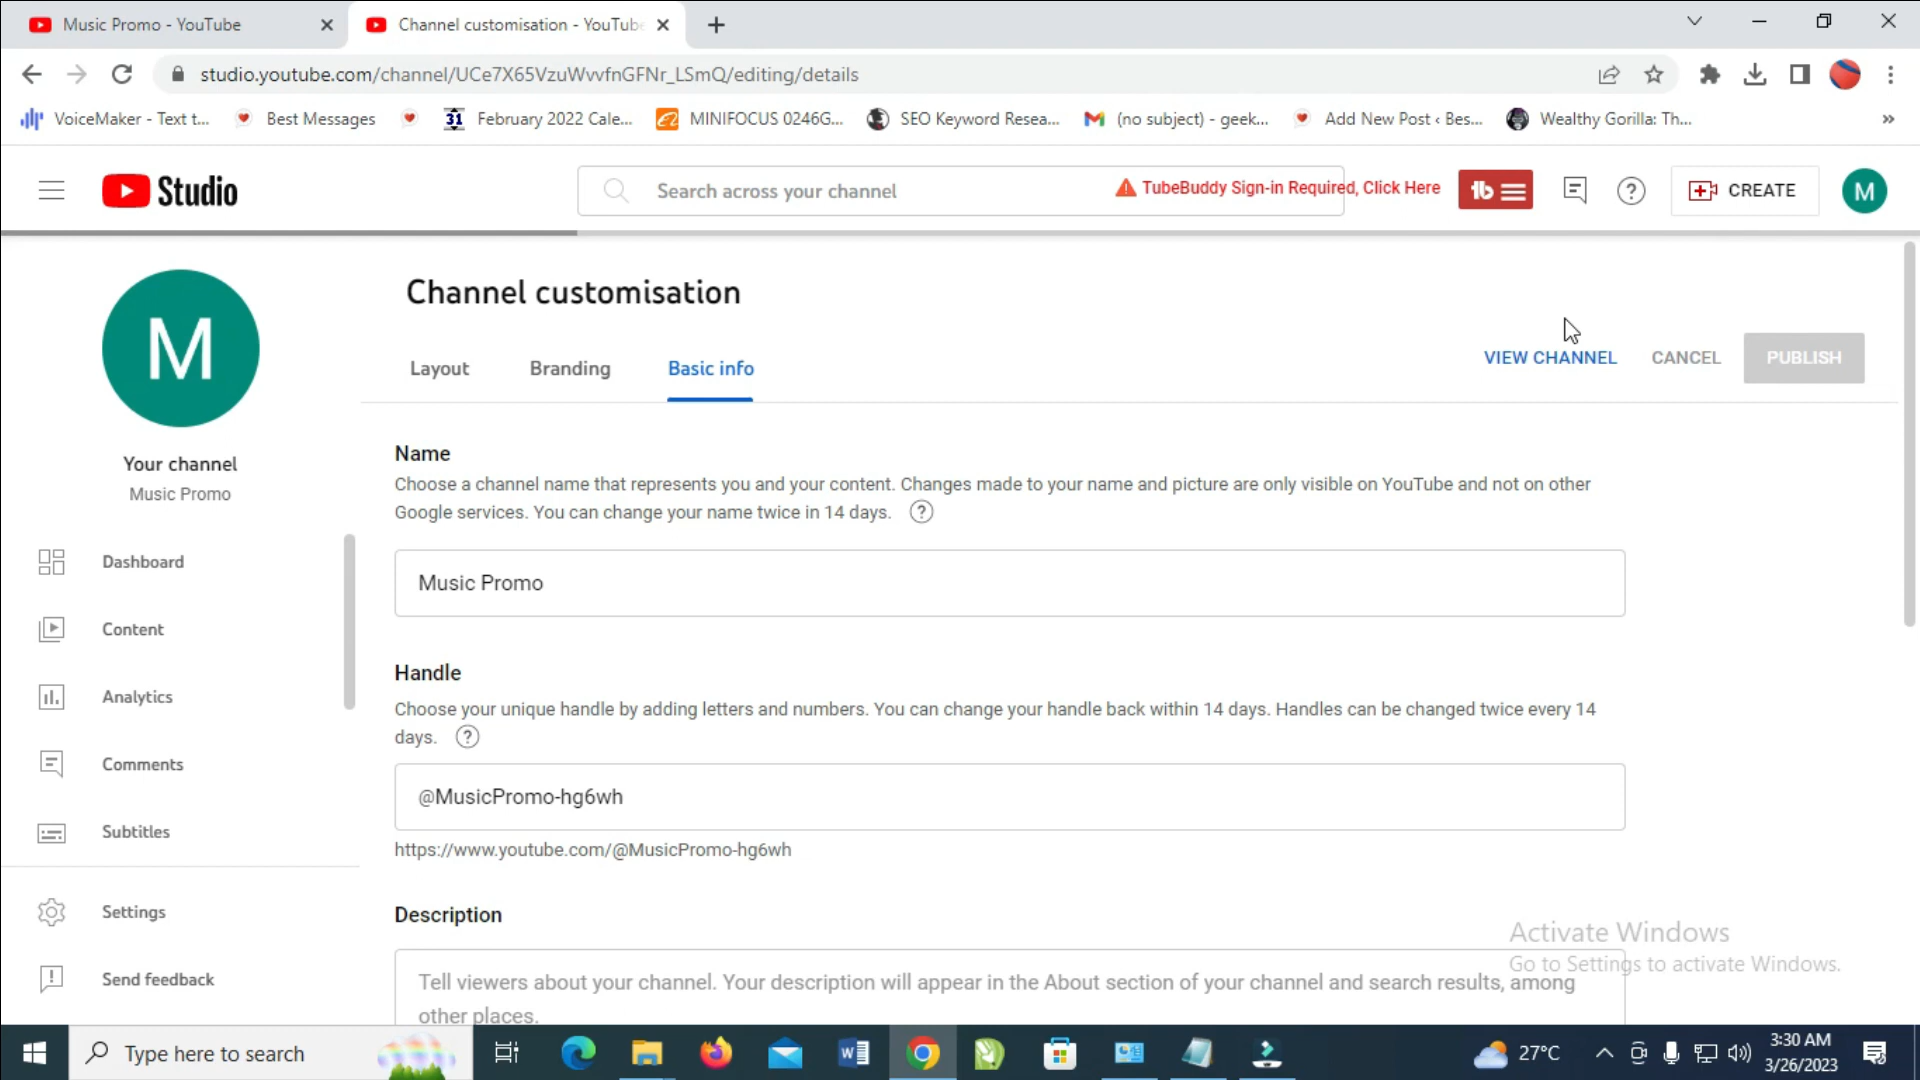 Music Promo - YouTube
Channel customisation - YouTube
studio.youtube.com/channel/UCe7X65VzuWvvfnGFNr_LSmQ/editing/details
VoiceMaker - Text t...
Best Messages
31
February 2022 Cale...
MINIFOCUS 0246G...
SEO Keyword Resea...
(no subject) - geek...
Add New Post ‹ Bes...
Wealthy Gorilla: Th...
»
Studio
Search across your channel
TubeBuddy Sign-in Required, Click Here
tb
CREATE
M
M
Your channel
Music Promo
Dashboard
Content
Analytics
Comments
Subtitles
Settings
Send feedback
Channel customisation
Layout
Branding
Basic info
VIEW CHANNEL
CANCEL
PUBLISH
Name
Choose a channel name that represents you and your content. Changes made to your name and picture are only visible on YouTube and not on other
Google services. You can change your name twice in 14 days.
Music Promo
Handle
Choose your unique handle by adding letters and numbers. You can change your handle back within 14 days. Handles can be changed twice every 14
days.
@MusicPromo-hg6wh
https://www.youtube.com/@MusicPromo-hg6wh
Description
Tell viewers about your channel. Your description will appear in the About section of your channel and search results, among
other places.
Activate Windows
Go to Settings to activate Windows.
Type here to search
27°C
3:30 AM
3/26/2023